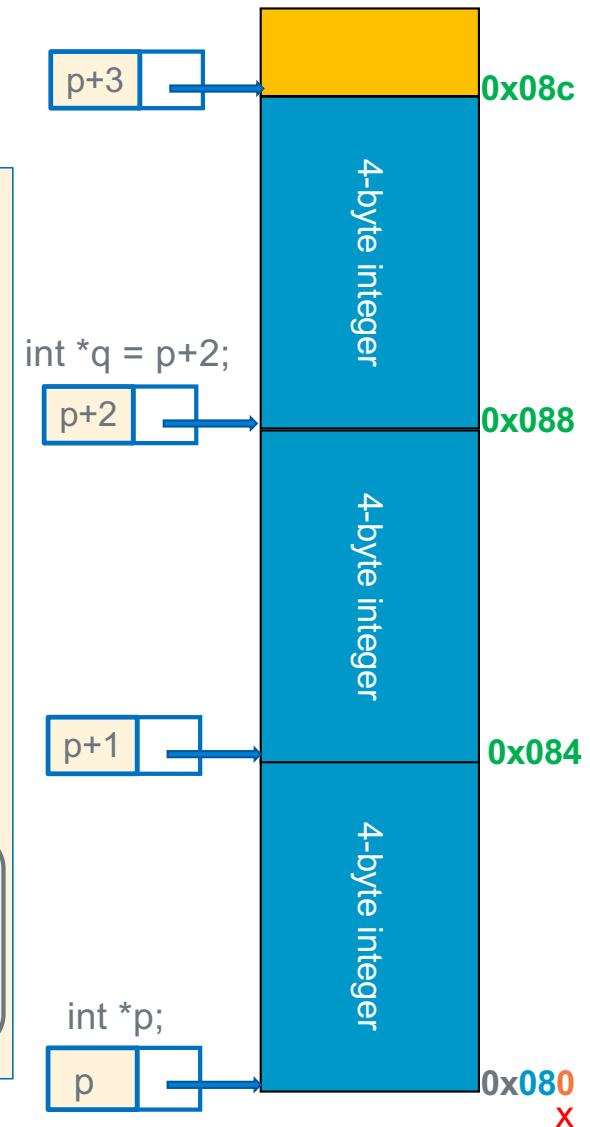 p+3
0x08c
4-byte integer
int *q = p+2;
p+2
0x088
4-byte integer
p+1
0x084
4-byte integer
int *p;
p
0x080
x